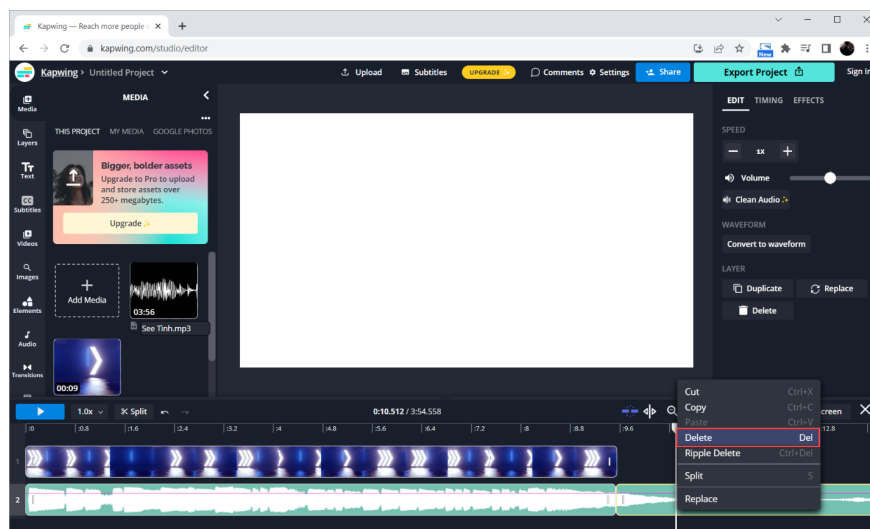 Kapwing — Reach more people
kapwing.com/studio/editor
New
Kapwing > Untitled Project
Upload
Subtitles
UPGRADE
Comments
Settings
Share
Export Project
Sign In
Media
Layers
Text
Subtitles
Videos
Images
Elements
Audio
Transitions
MEDIA
THIS PROJECT MY MEDIA GOOGLE PHOTOS
Bigger, bolder assets
Upgrade to Pro to upload
and store assets over
250+ megabytes.
Upgrade
Add Media
03:56
See Tinh.mp3
00:09
EDIT TIMING EFFECTS
SPEED
1X
Volume
Clean Audio
WAVEFORM
Convert to waveform
LAYER
Duplicate
Replace
Delete
1.0x
Split
0:10.512 / 3:54.558
:0 :0.8 :1.6 :2.4 :3.2 :4 :4.8 :5.6 :6.4 :7.2 :8 :8.8 :9.6 :12.8
1
2
Cut Ctrl+X
Copy Ctrl+C
Paste Ctrl+V
Delete Del
Ripple Delete Ctrl+Del
Split S
Replace
creen